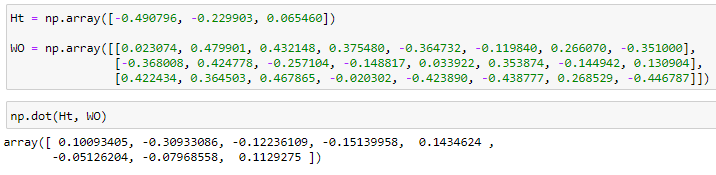 Ht = np.array([-0.490796, -0.229903, 0.065460])
WO = np.array([[0.023074, 0.479901, 0.432148, 0.375480, -0.364732, -0.119840, 0.266070, -0.351000],
[-0.368008, 0.424778, -0.257104, -0.148817, 0.033922, 0.353874, -0.144942, 0.130904],
[0.422434, 0.364503, 0.467865, -0.020302, -0.423890, -0.438777, 0.268529, -0.446787]])
np.dot(Ht, WO)
array([ 0.10093405, -0.30933086, -0.12236109, -0.15139958,  0.1434624 ,
-0.05126204, -0.07968558,  0.1129275 ])